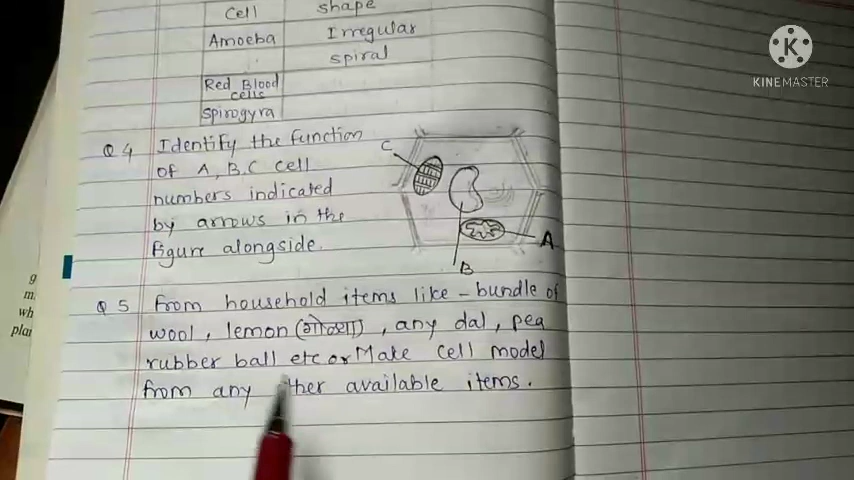 Cell shape
Amoeba Irregular
spiral
Red Blood
cells
Spirogyra
Q 4 Identify the function
of A, B, C cell
numbers indicated
by arrows in the
figure alongside.
C
A
B
Q 5 From household items like - bundle of
wool, lemon (गोट्या), any dal, pea
rubber ball etc or Make cell model
from any other available items.
K
KINEMASTER
g
m
wh
plan